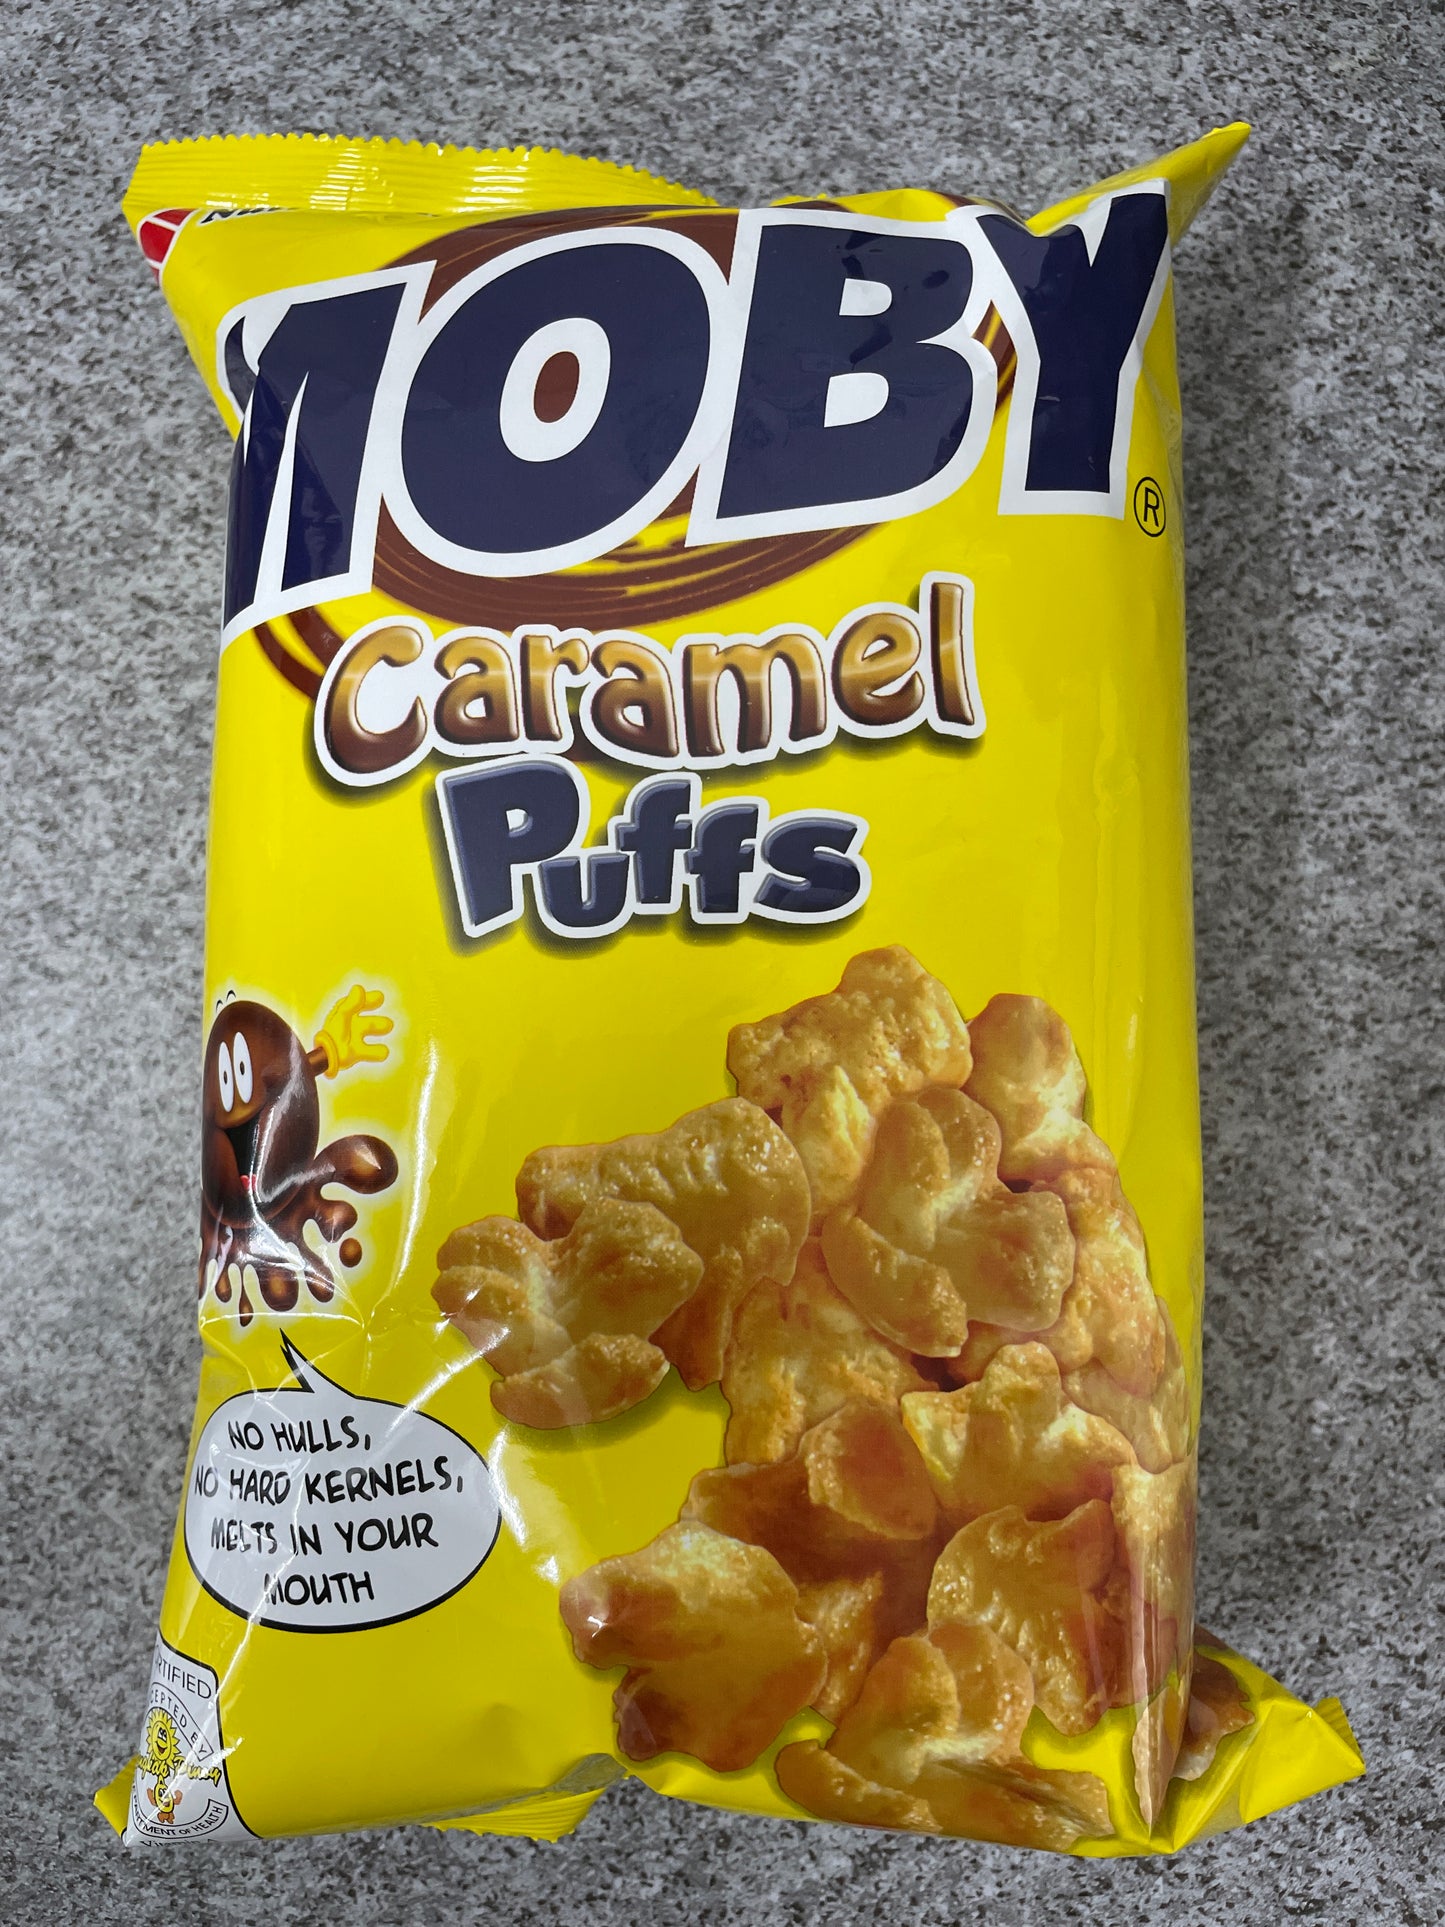 MOBY
®
Caramel
Puffs
NO HULLS,
NO HARD KERNELS,
MELTS IN YOUR
MOUTH